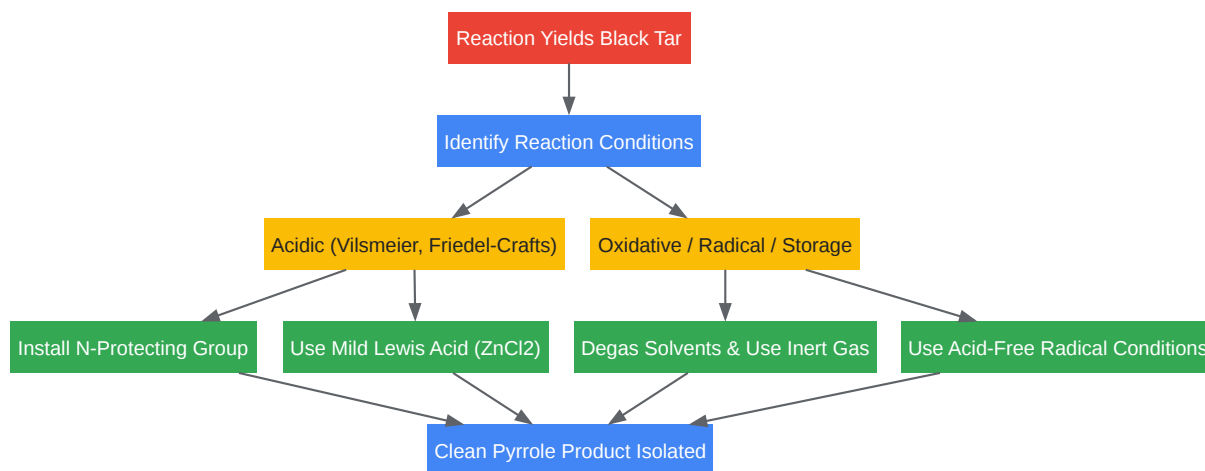 Reaction Yields Black Tar
Identify Reaction Conditions
Acidic (Vilsmeier, Friedel-Crafts)
Oxidative / Radical / Storage
Install N-Protecting Group
Use Mild Lewis Acid (ZnCl2)
Degas Solvents & Use Inert Gas
Use Acid-Free Radical Conditions
Clean Pyrrole Product Isolated